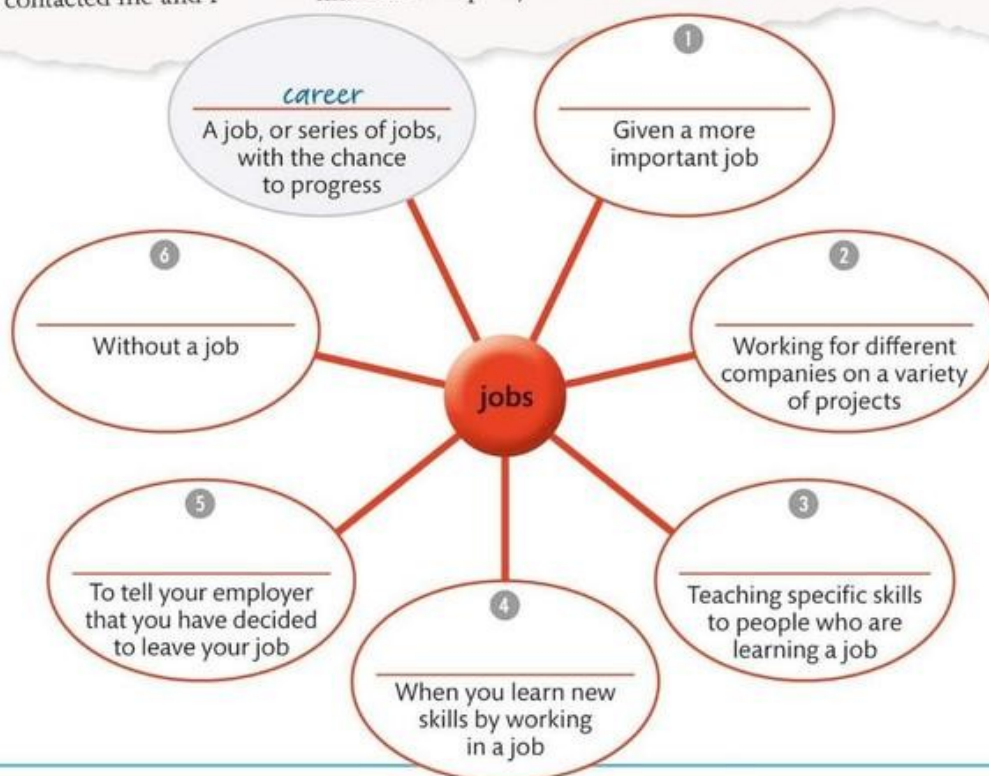 contacted me and I
career
A job, or series of jobs,
with the chance
to progress
1
Given a more
important job
2
Working for different
companies on a variety
of projects
3
Teaching specific skills
to people who are
learning a job
4
When you learn new
skills by working
in a job
5
To tell your employer
that you have decided
to leave your job
6
Without a job
jobs